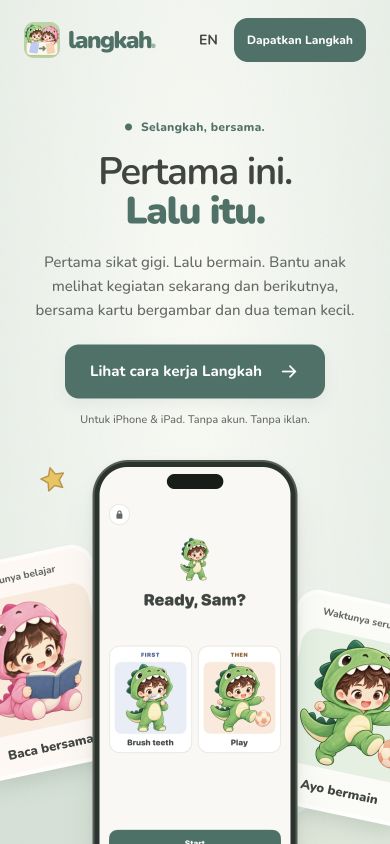 langkah.
EN
Dapatkan Langkah
Selangkah, bersama.
Pertama ini.
Lalu itu.
Pertama sikat gigi. Lalu bermain. Bantu anak
melihat kegiatan sekarang dan berikutnya,
bersama kartu bergambar dan dua teman kecil.
Lihat cara kerja Langkah
Untuk iPhone & iPad. Tanpa akun. Tanpa iklan.
belajar
Baca bersama
Ready, Sam?
FIRST
Brush teeth
THEN
Play
Waktunya
Ayo bermain
Start